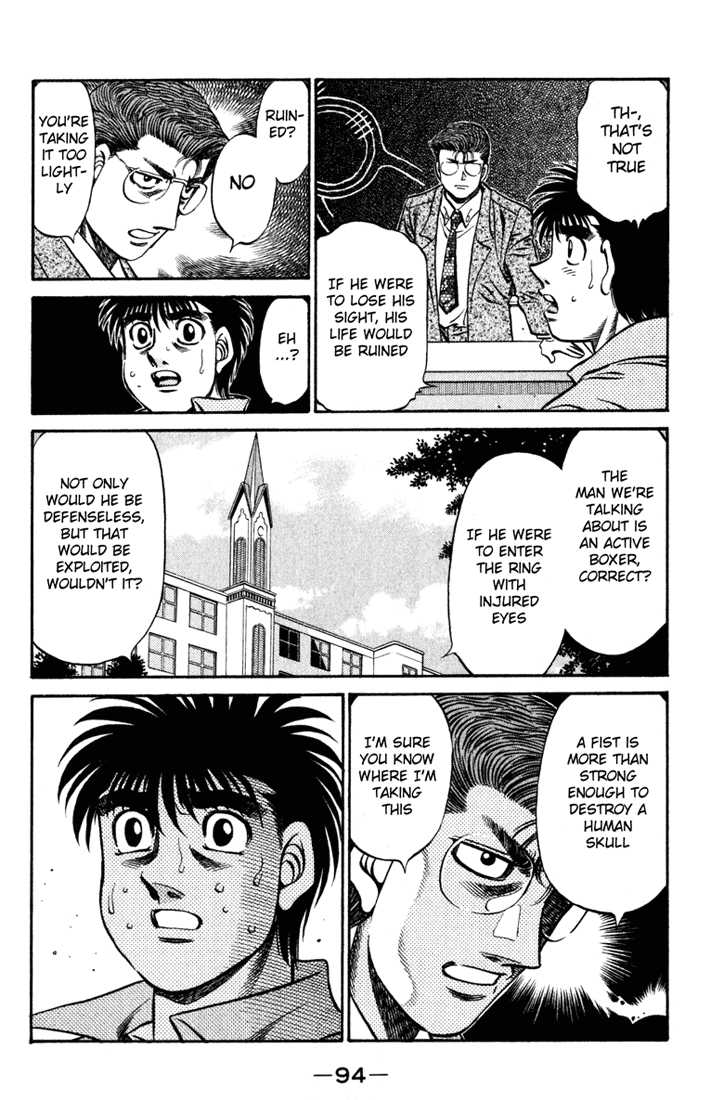 TH-,
THAT'S
NOT
TRUE
IF HE WERE
TO LOSE HIS
SIGHT, HIS
LIFE WOULD
BE RUINED
RUIN-
ED?
NO
YOU'RE
TAKING
IT TOO
LIGHT-
LY
EH
...?
THE
MAN WE'RE
TALKING
ABOUT IS
AN ACTIVE
BOXER,
CORRECT?
IF HE WERE
TO ENTER
THE RING
WITH
INJURED
EYES
NOT ONLY
WOULD HE BE
DEFENSELESS,
BUT THAT
WOULD BE
EXPLOITED,
WOULDN'T IT?
A FIST IS
MORE THAN
STRONG
ENOUGH TO
DESTROY A
HUMAN
SKULL
I'M SURE
YOU KNOW
WHERE I'M
TAKING
THIS
—94—